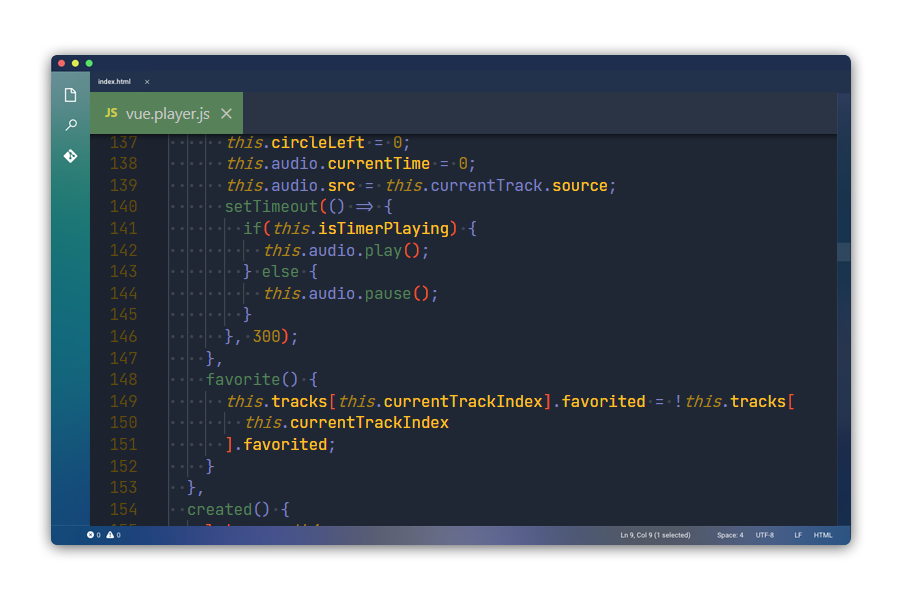 index.html ×
JS vue.player.js ×
137 this.circleLeft = 0;
138 this.audio.currentTime = 0;
139 this.audio.src = this.currentTrack.source;
140 setTimeout(() => {
141 if(this.isTimerPlaying) {
142 this.audio.play();
143 } else {
144 this.audio.pause();
145 }
146 }, 300);
147 },
148 favorite() {
149 this.tracks[this.currentTrackIndex].favorited = !this.tracks[
150 this.currentTrackIndex
151 ].favorited;
152 }
153 },
154 created() {
0 0 Ln 9, Col 9 (1 selected) Space: 4 UTF-8 LF HTML